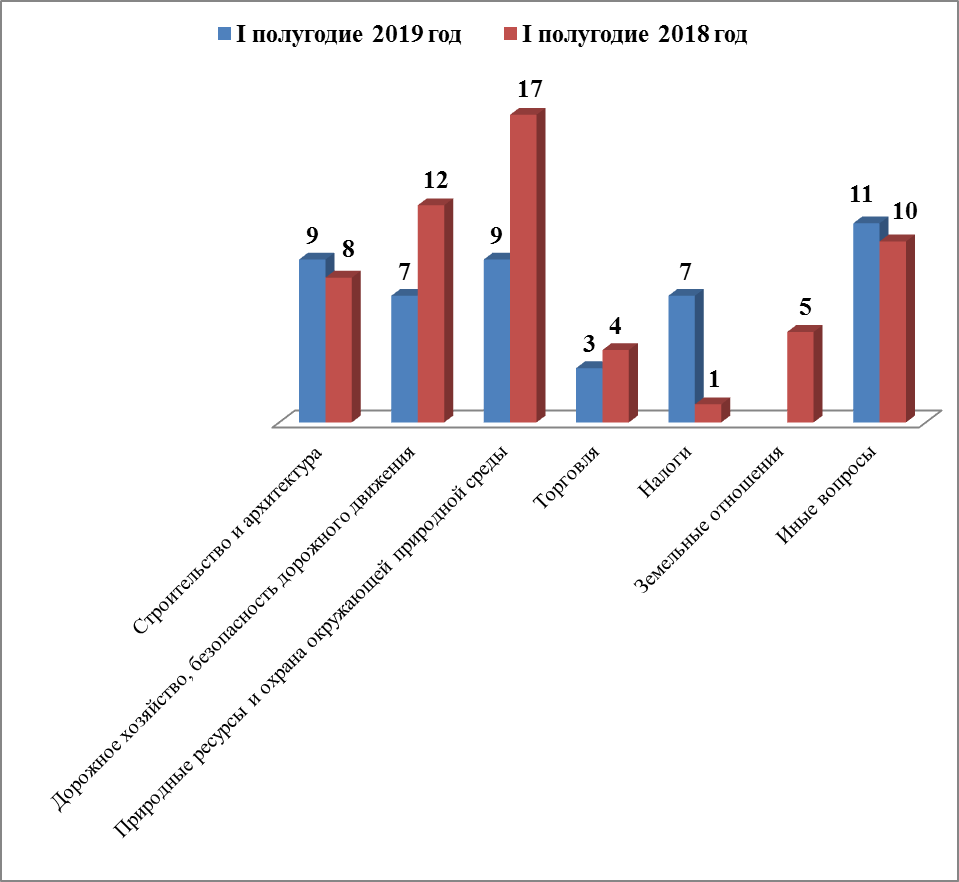 I полугодие 2019 год
I полугодие 2018 год
17
12
11
10
9
8
9
7
7
5
3
4
1
Строительство и архитектура
Дорожное хозяйство, безопасность дорожного движения
Природные ресурсы и охрана окружающей природной среды
Торговля
Налоги
Земельные отношения
Иные вопросы